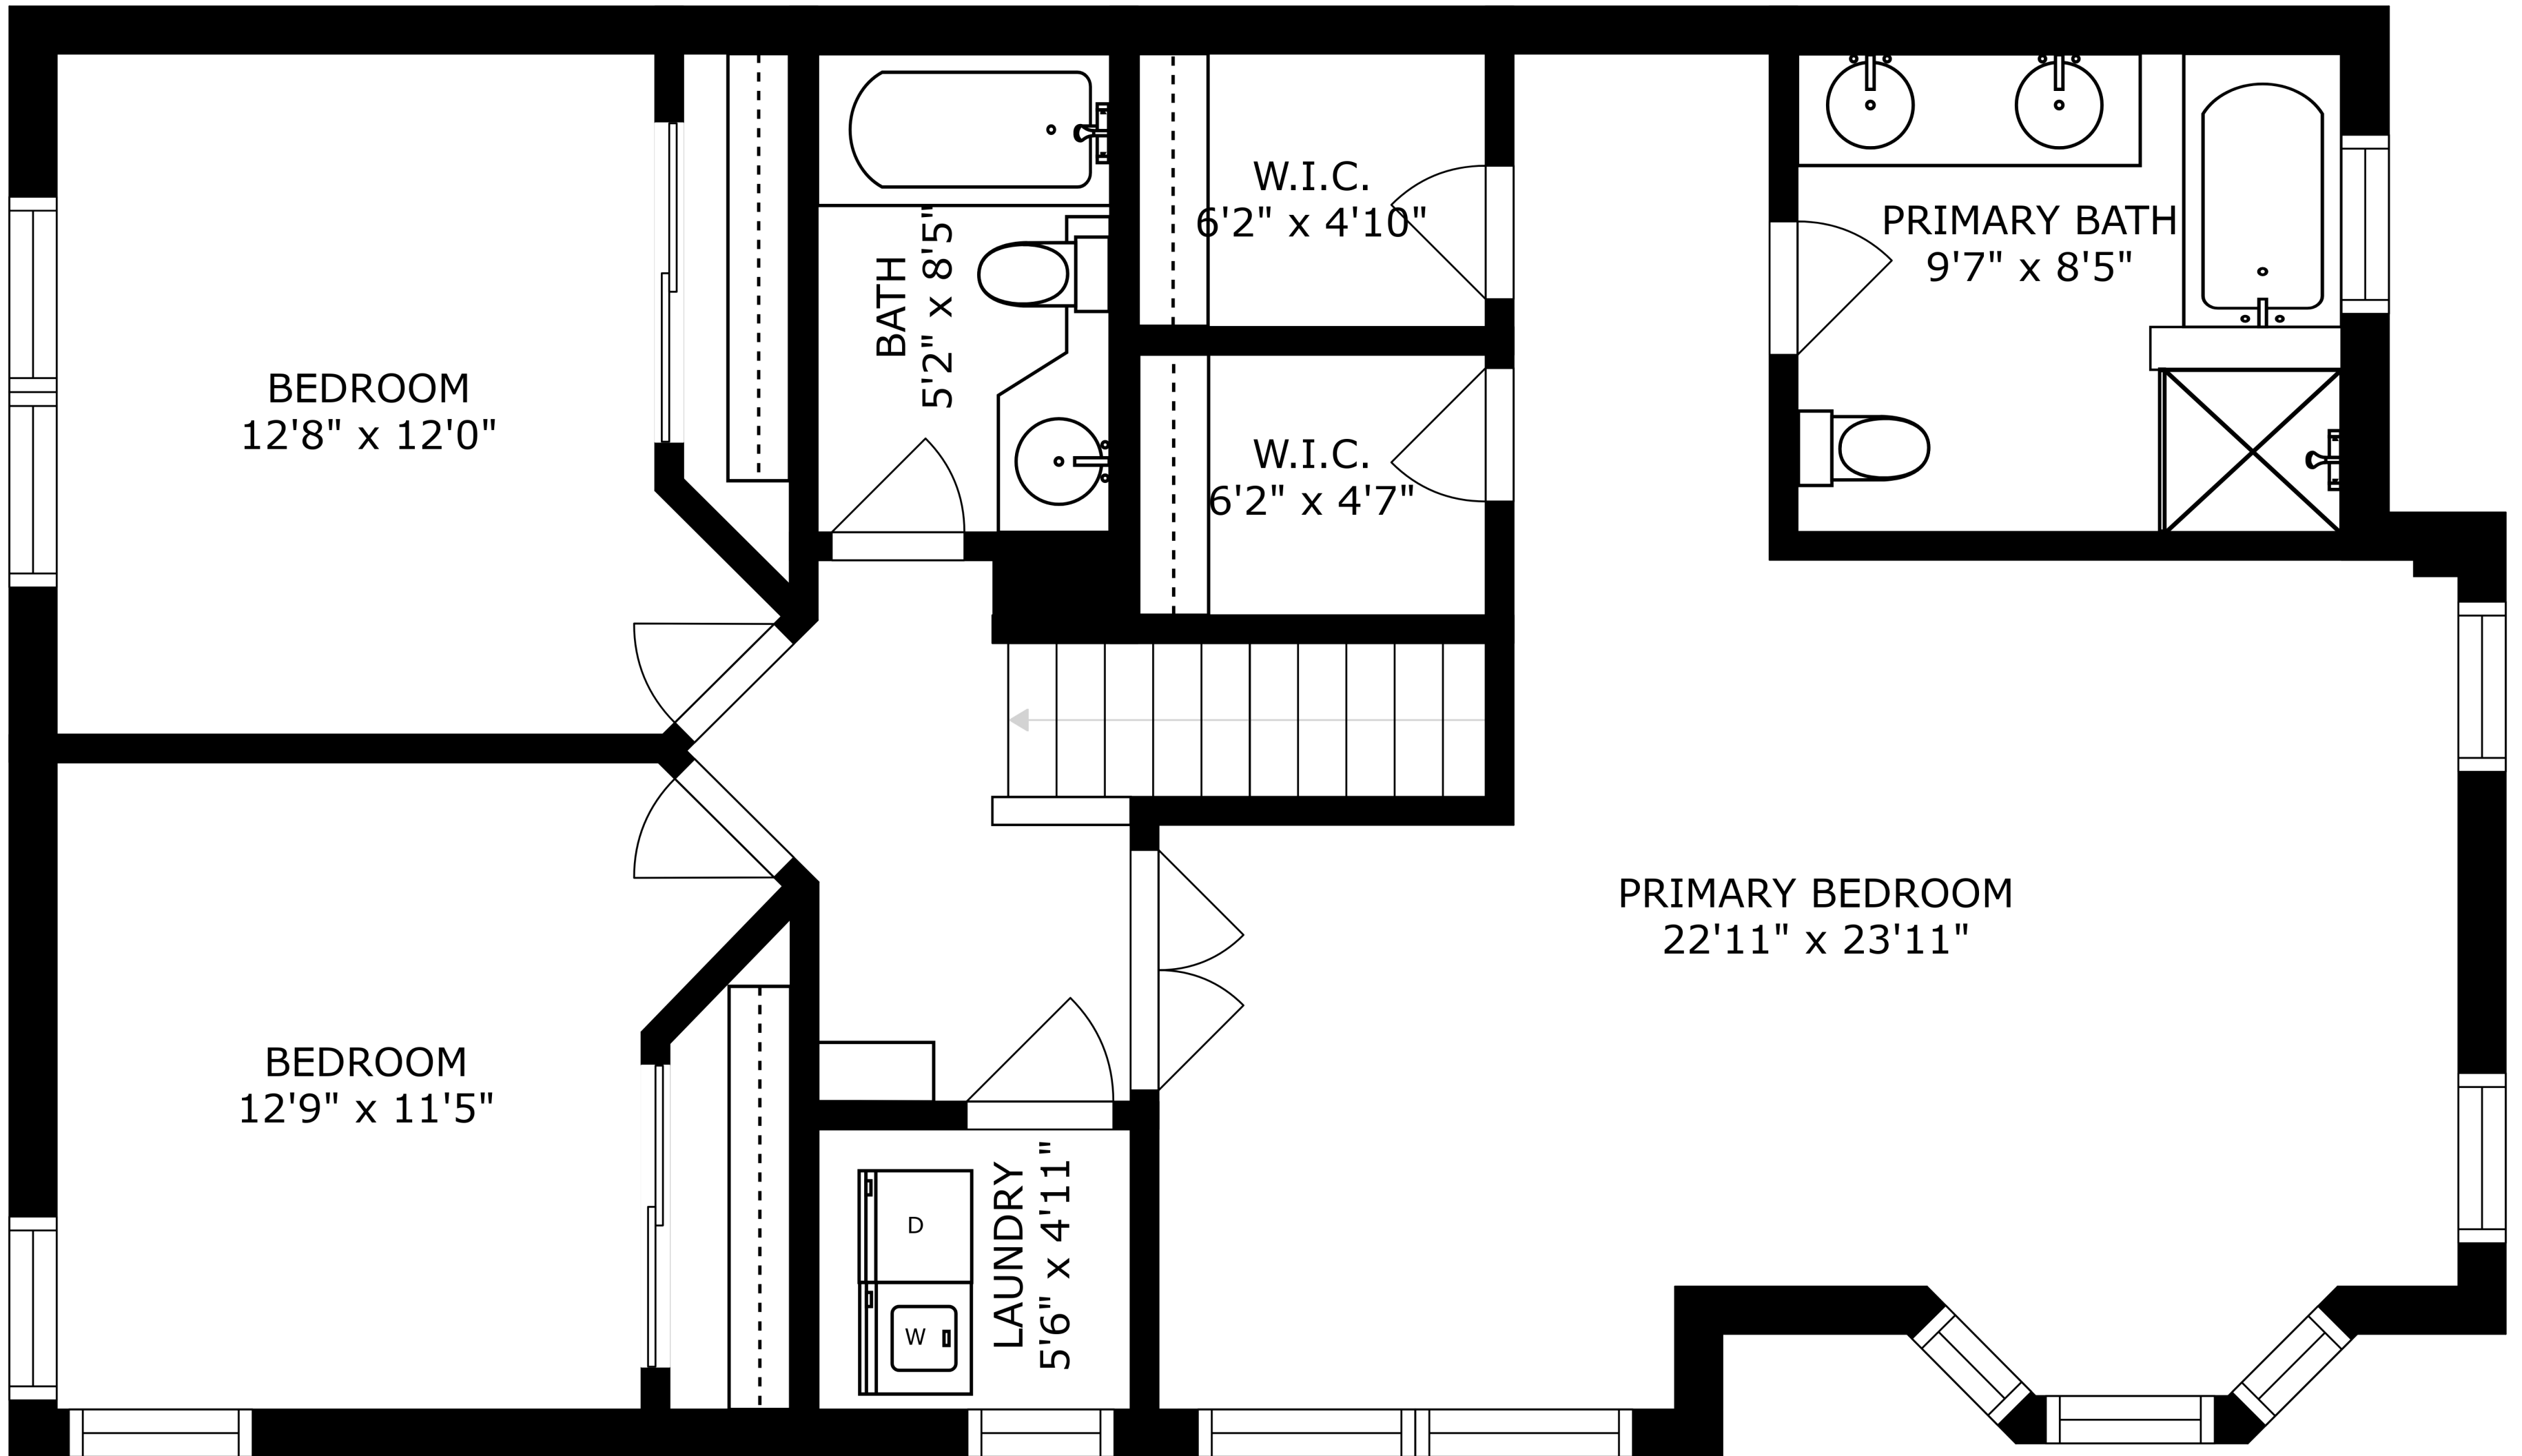 BEDROOM
12'8" x 12'0"
BATH
5'2" x 8'5"
W.I.C.
6'2" x 4'10"
W.I.C.
6'2" x 4'7"
PRIMARY BATH
9'7" x 8'5"
PRIMARY BEDROOM
22'11" x 23'11"
BEDROOM
12'9" x 11'5"
D
W
LAUNDRY
5'6" x 4'11"